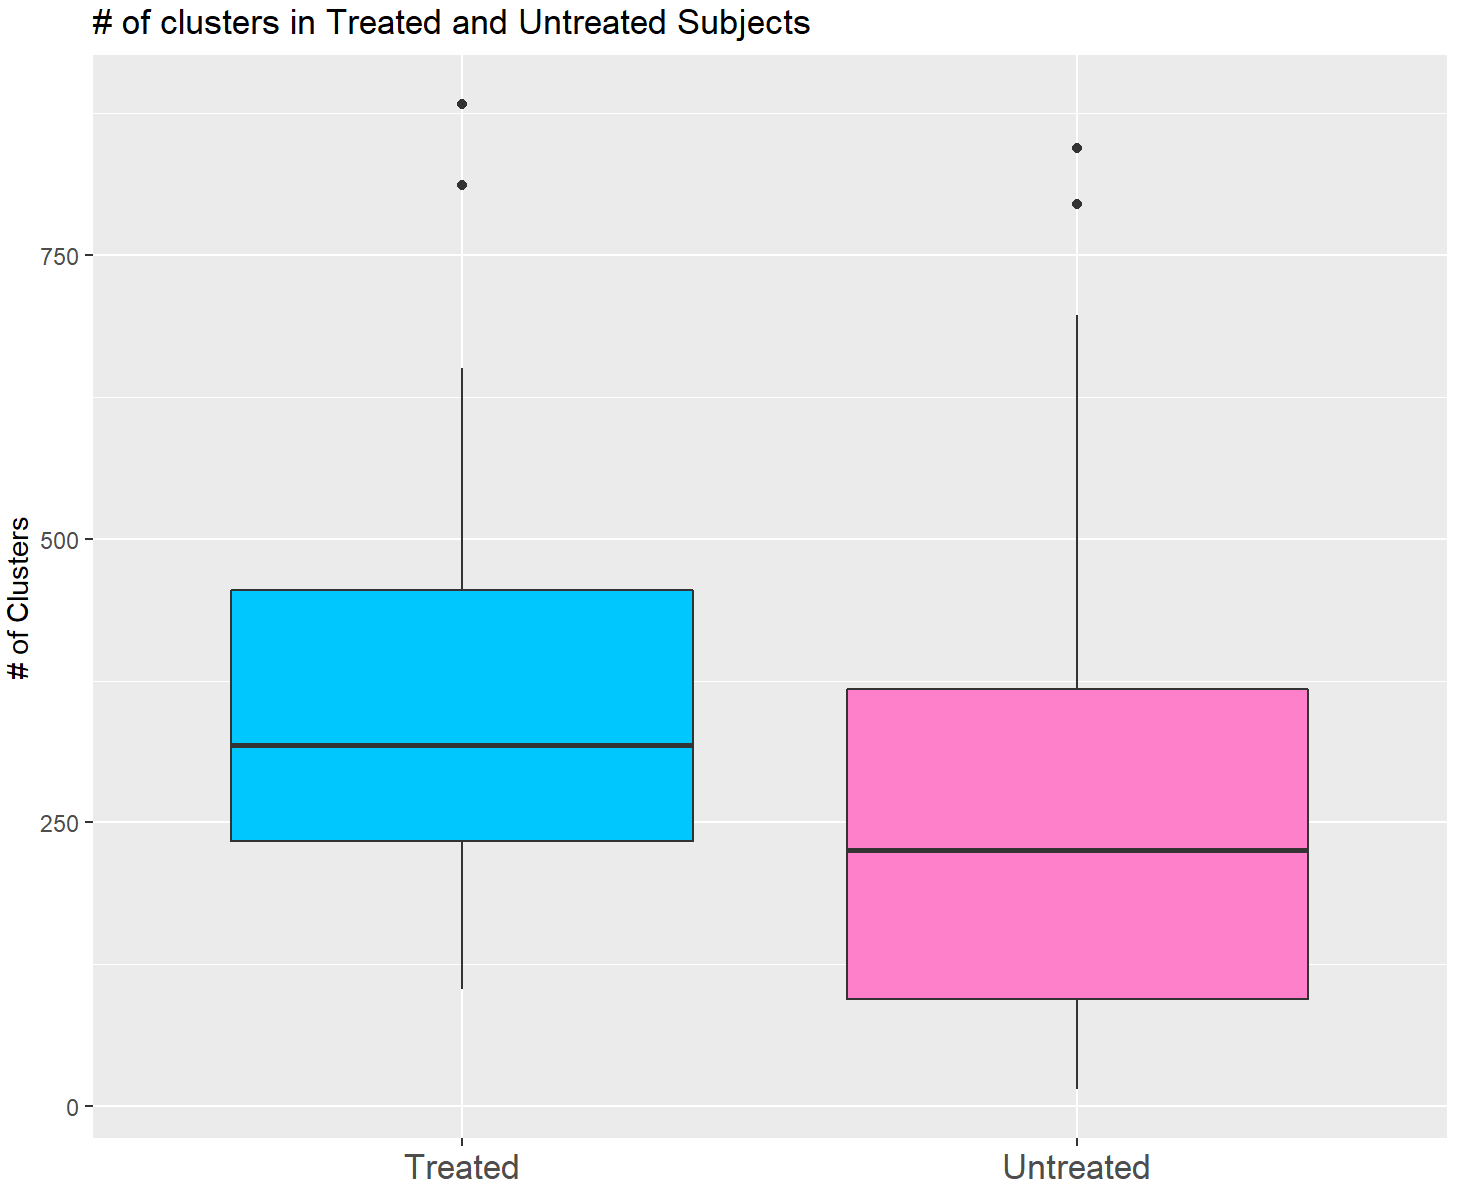 # of clusters in Treated and Untreated Subjects
# of Clusters
750
500
250
0
Treated
Untreated